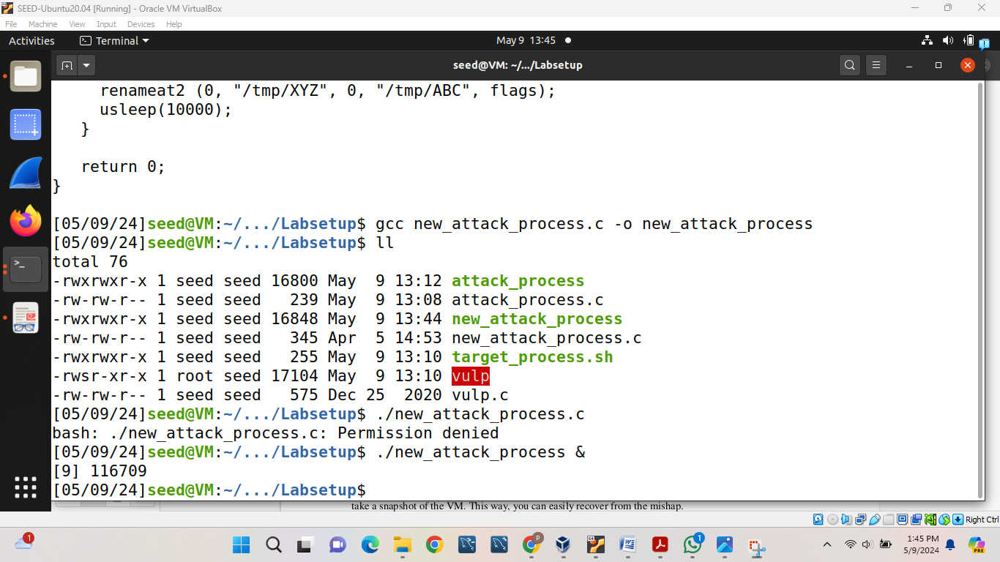 SEED-Ubuntu20.04 [Running] - Oracle VM VirtualBox
File Machine View Input Devices Help
Activities Terminal May 9 13:45
seed@VM: ~/.../Labsetup
      renameat2 (0, "/tmp/XYZ", 0, "/tmp/ABC", flags);
      usleep(10000);
   }
   return 0;
}
[05/09/24]seed@VM:~/.../Labsetup$ gcc new_attack_process.c -o new_attack_process
[05/09/24]seed@VM:~/.../Labsetup$ ll
total 76
-rwxrwxr-x 1 seed seed 16800 May  9 13:12 attack_process
-rw-rw-r-- 1 seed seed   239 May  9 13:08 attack_process.c
-rwxrwxr-x 1 seed seed 16848 May  9 13:44 new_attack_process
-rw-rw-r-- 1 seed seed   345 Apr  5 14:53 new_attack_process.c
-rwxrwxr-x 1 seed seed   255 May  9 13:10 target_process.sh
-rwsr-xr-x 1 root seed 17104 May  9 13:10 vulp
-rw-rw-r-- 1 seed seed   575 Dec 25  2020 vulp.c
[05/09/24]seed@VM:~/.../Labsetup$ ./new_attack_process.c
bash: ./new_attack_process.c: Permission denied
[05/09/24]seed@VM:~/.../Labsetup$ ./new_attack_process &
[9] 116709
[05/09/24]seed@VM:~/.../Labsetup$
take a snapshot of the VM. This way, you can easily recover from the mishap.
Right Ctrl
1
64
P
W
1
PRE
1:45 PM
5/9/2024